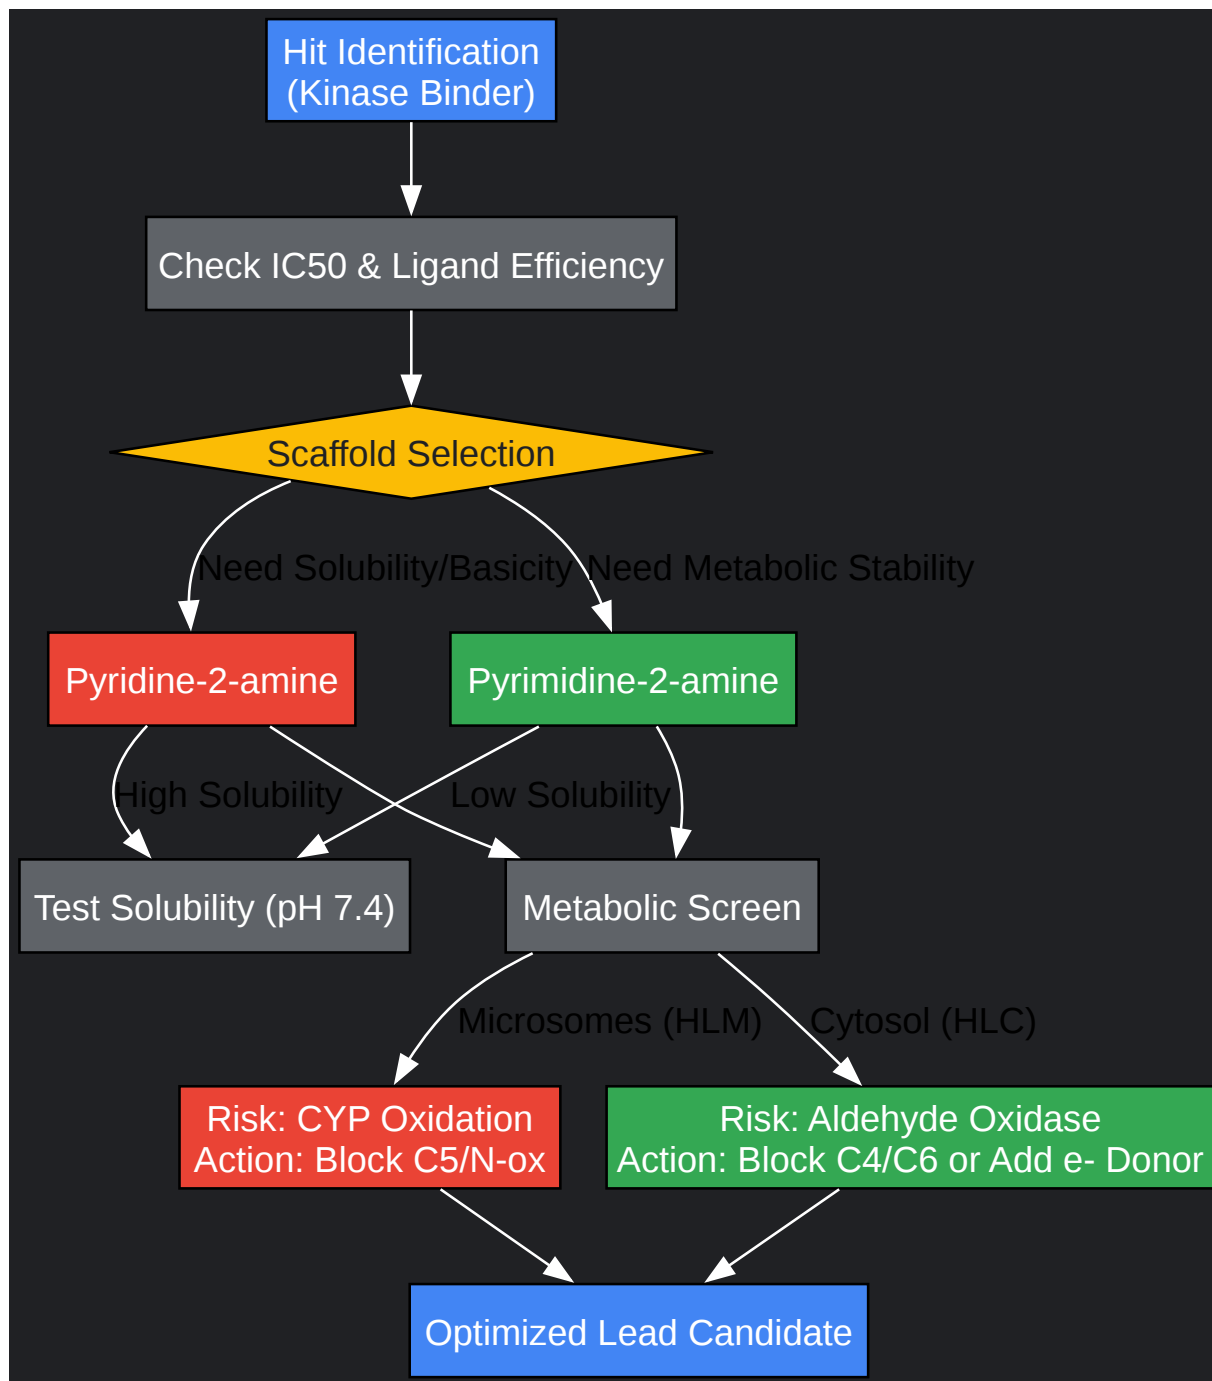 Hit Identification
(Kinase Binder)
Check IC50 & Ligand Efficiency
Scaffold Selection
Need Solubility/Basicity
Need Metabolic Stability
Pyridine-2-amine
Pyrimidine-2-amine
High Solubility
Low Solubility
Test Solubility (pH 7.4)
Metabolic Screen
Microsomes (HLM)
Cytosol (HLC)
Risk: CYP Oxidation
Action: Block C5/N-ox
Risk: Aldehyde Oxidase
Action: Block C4/C6 or Add e- Donor
Optimized Lead Candidate